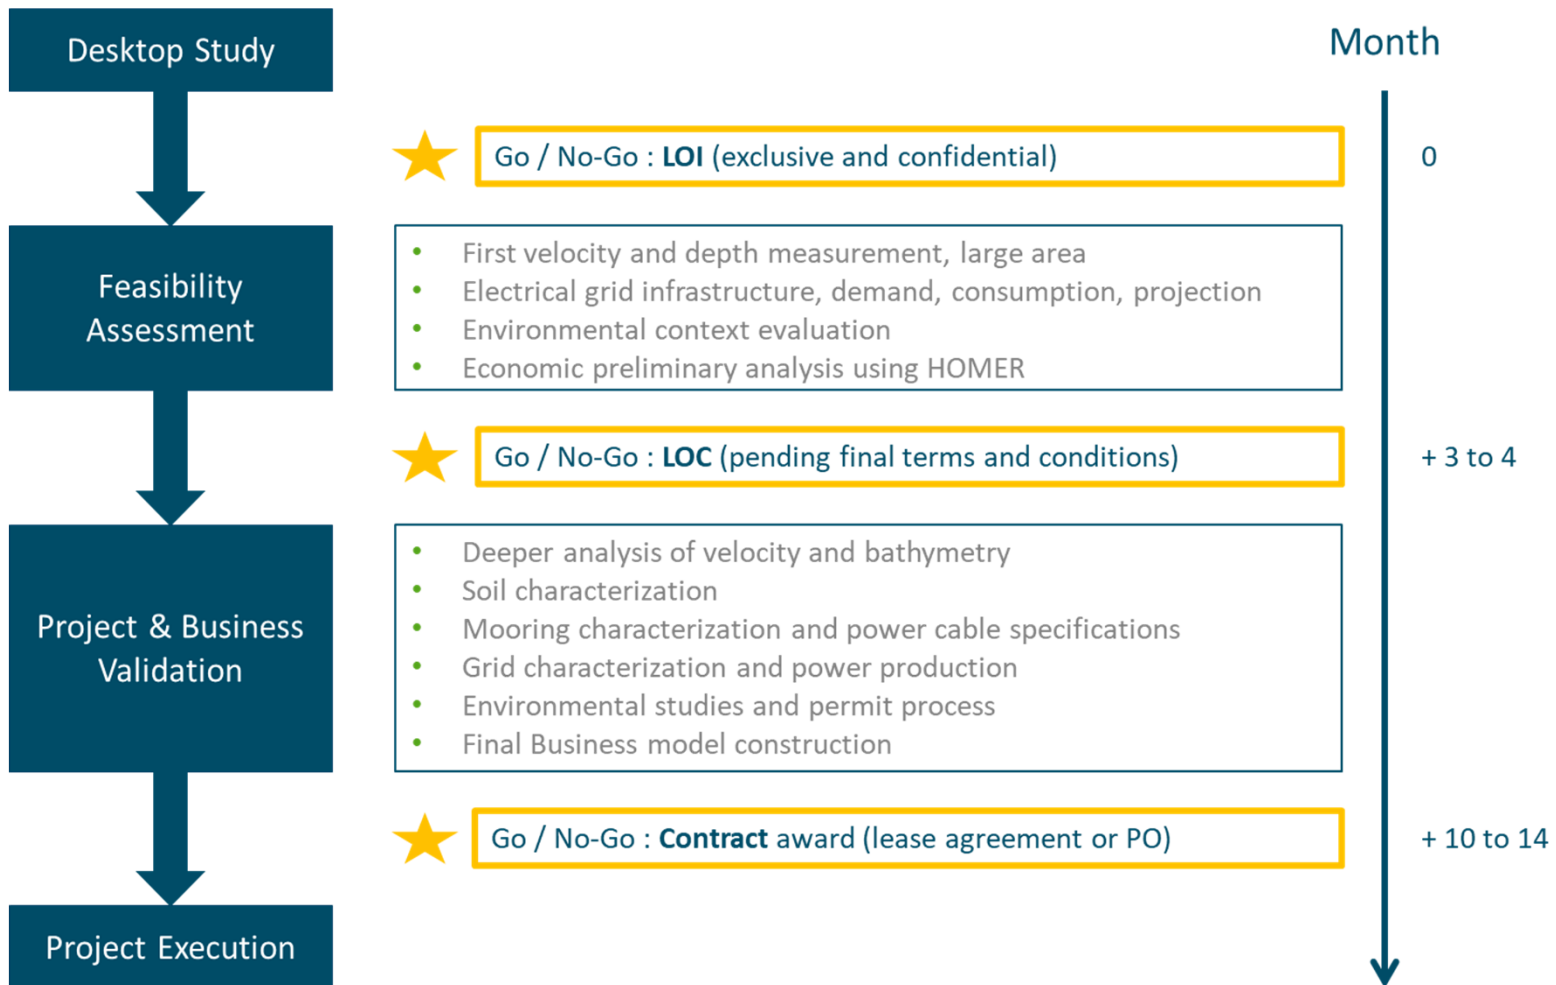 Desktop Study
Month
Go / No-Go : LOI (exclusive and confidential)
0
Feasibility
Assessment
• First velocity and depth measurement, large area
• Electrical grid infrastructure, demand, consumption, projection
• Environmental context evaluation
• Economic preliminary analysis using HOMER
Go / No-Go : LOC (pending final terms and conditions)
+ 3 to 4
Project & Business
Validation
• Deeper analysis of velocity and bathymetry
• Soil characterization
• Mooring characterization and power cable specifications
• Grid characterization and power production
• Environmental studies and permit process
• Final Business model construction
Go / No-Go : Contract award (lease agreement or PO)
+ 10 to 14
Project Execution